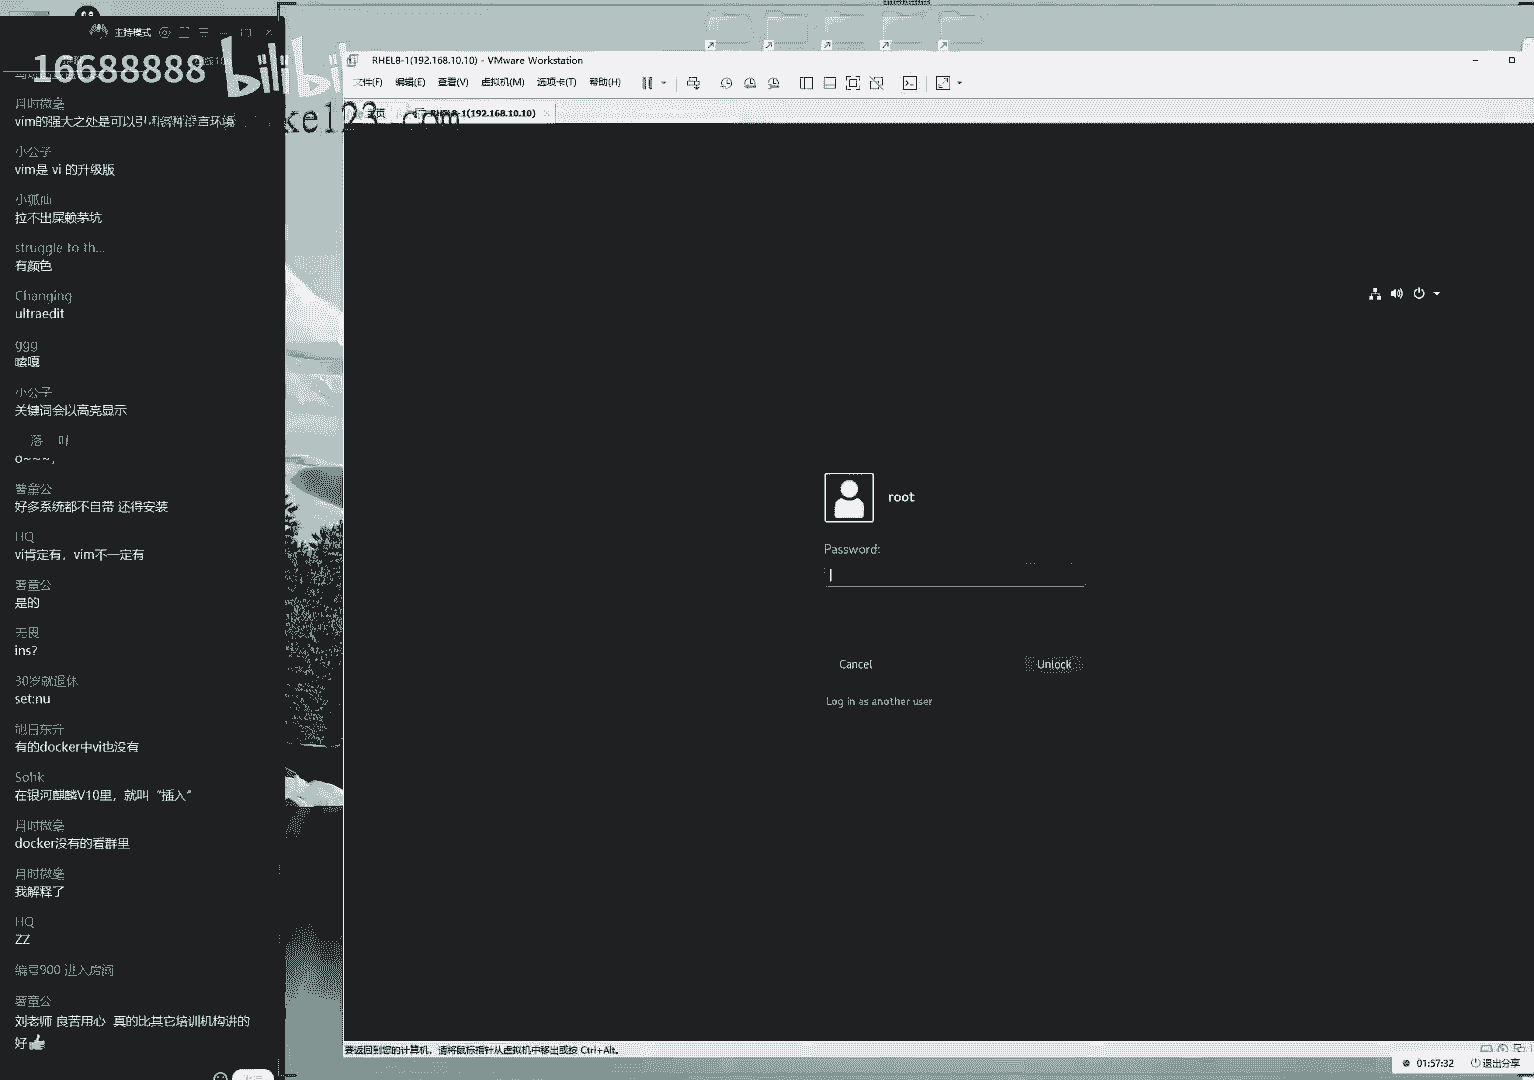 主持模式
16688888
bilibili
月时微毫
vim的强大之处是可以引用各种语言环境
小公子
vim是 vi 的升级版
小狐仙
拉不出屎赖茅坑
struggle to th...
有颜色
Changing
ultraedit
ggg
嘻嘎
小公子
关键词会以高亮显示
落 叶
o~~~,
薯童公
好多系统都不自带 还得安装
HQ
vi肯定有，vim不一定有
薯童公
是的
无畏
ins?
30岁就退休
set:nu
旭日东升
有的docker中vi也没有
Sohk
在银河麒麟V10里，就叫“插入”
月时微毫
docker没有的看群里
月时微毫
我解释了
HQ
ZZ
编号900 进入房间
薯童公
刘老师 良苦用心 真的比其它培训机构讲的
好
RHEL8-1(192.168.10.10) - VMware Workstation
文件(F) 编辑(E) 查看(V) 虚拟机(M) 选项卡(T) 帮助(H)
主页 RHEL8-1(192.168.10.10)
ke123.com
root
Password:
Cancel Unlock
Log in as another user
要返回到您的计算机，请将鼠标指针从虚拟机中移出或按 Ctrl+Alt。
01:57:32 退出分享